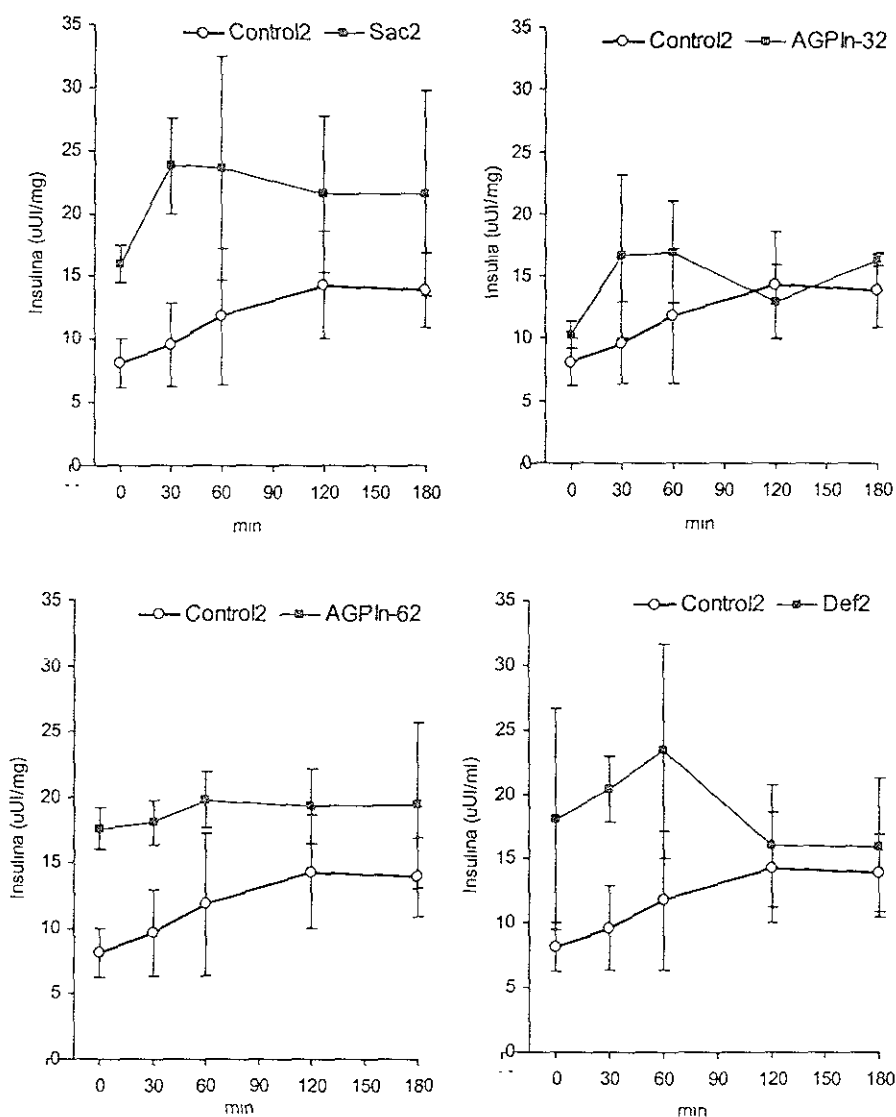 Control2 Sac2
35
30
25
20
15
10
5
0
Insulina (uUI/mg)
0 30 60 90 120 150 180
min
Control2 AGPIn-32
35
30
25
20
15
10
5
0
Insulia (uUI/mg)
0 30 60 90 120 150 180
min
Control2 AGPIn-62
35
30
25
20
15
10
5
0
Insulina (uUI/mg)
0 30 60 90 120 150 180
min
Control2 Def2
35
30
25
20
15
10
5
0
Insulina (uUI/ml)
0 30 60 90 120 150 180
min